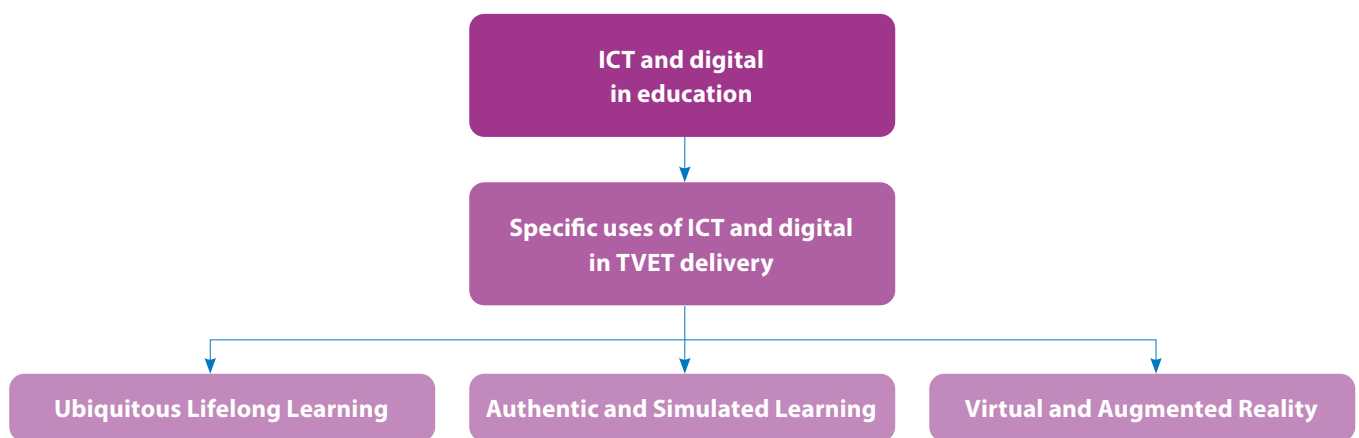 ICT and digital
in education
Specific uses of ICT and digital
in TVET delivery
Ubiquitous Lifelong Learning
Authentic and Simulated Learning
Virtual and Augmented Reality